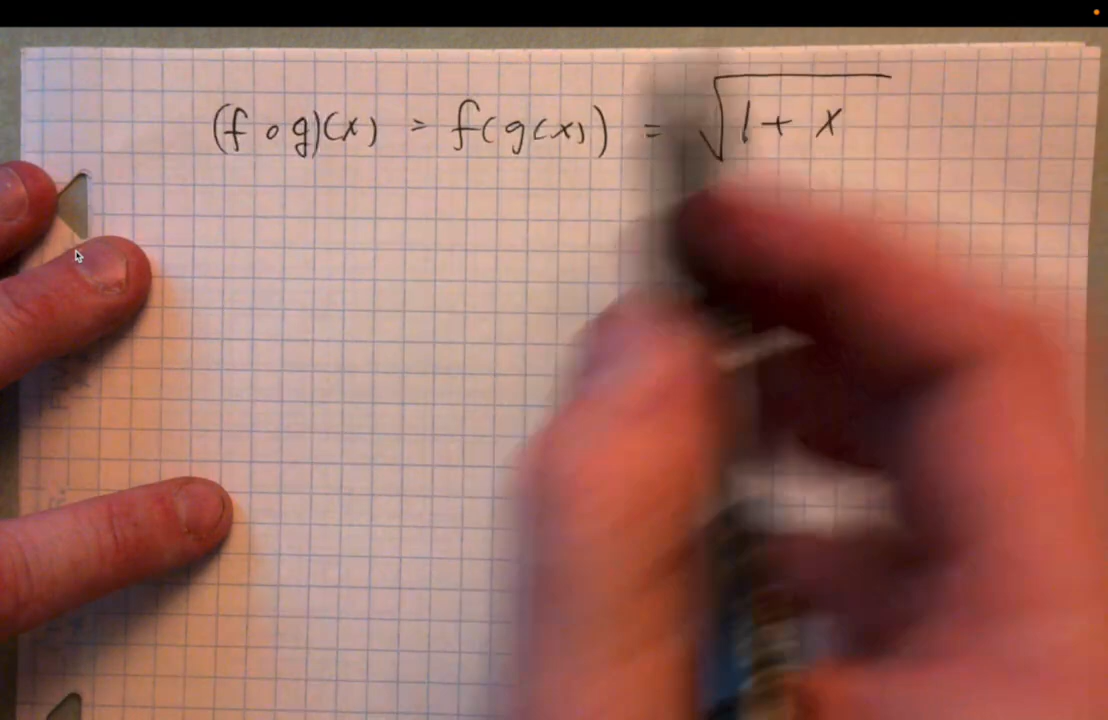 (f ∘ g)(x) = f(g(x)) = √(1 + x)